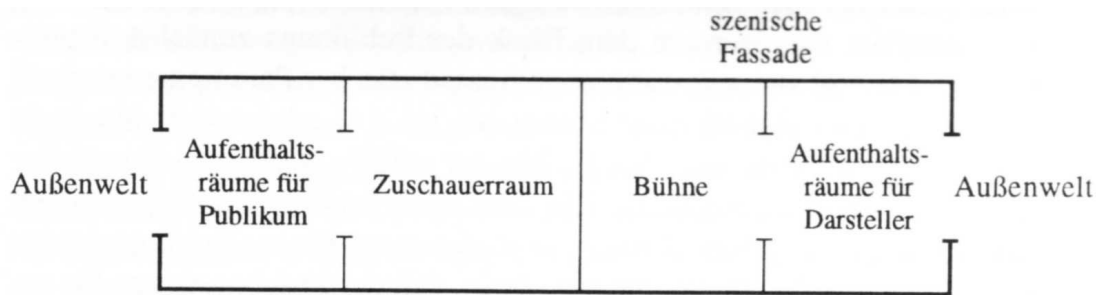 szenische
Fassade
Außenwelt
Aufenthalts-
räume für
Publikum
Zuschauerraum
Bühne
Aufenthalts-
räume für
Darsteller
Außenwelt